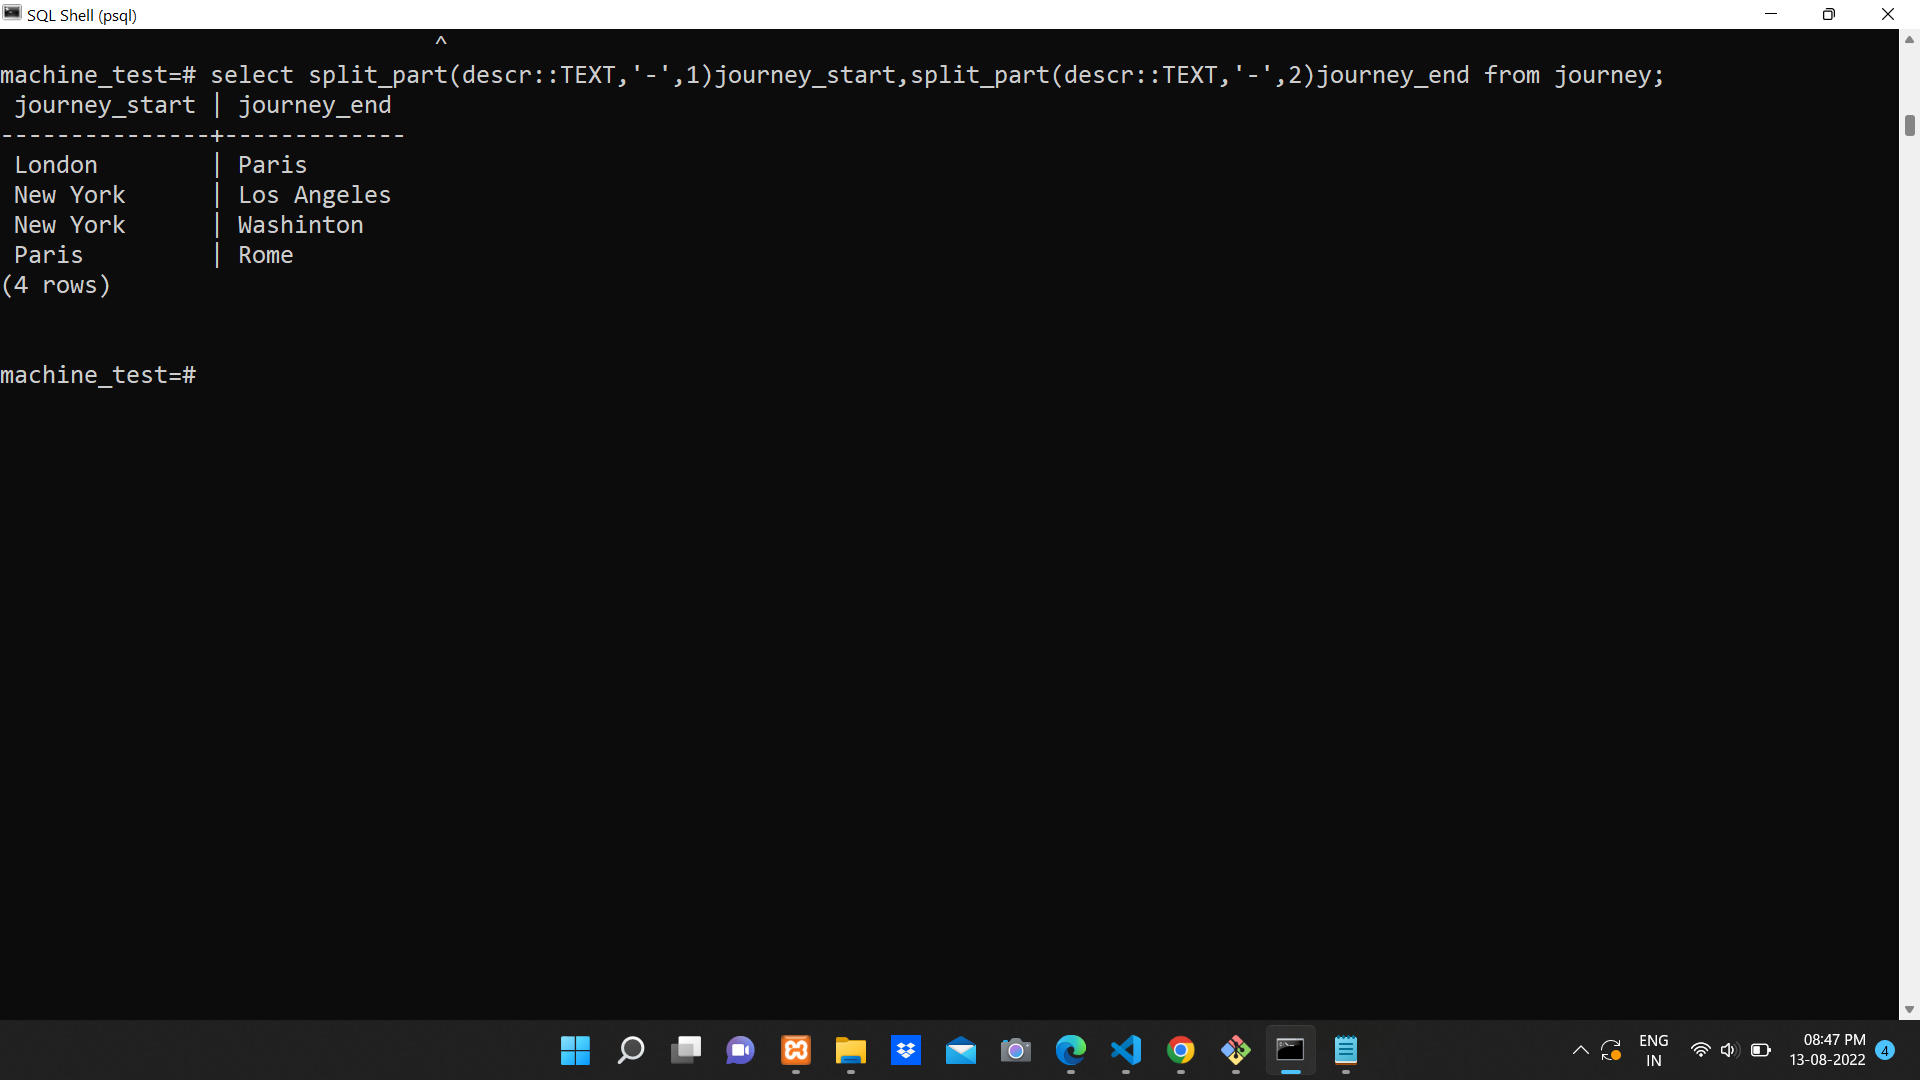 SQL Shell (psql)
^
machine_test=# select split_part(descr::TEXT,'-',1)journey_start,split_part(descr::TEXT,'-',2)journey_end from journey;
 journey_start | journey_end
---------------+-------------
 London        | Paris
 New York      | Los Angeles
 New York      | Washinton
 Paris         | Rome
(4 rows)
machine_test=#
ENG
IN
08:47 PM
13-08-2022
4